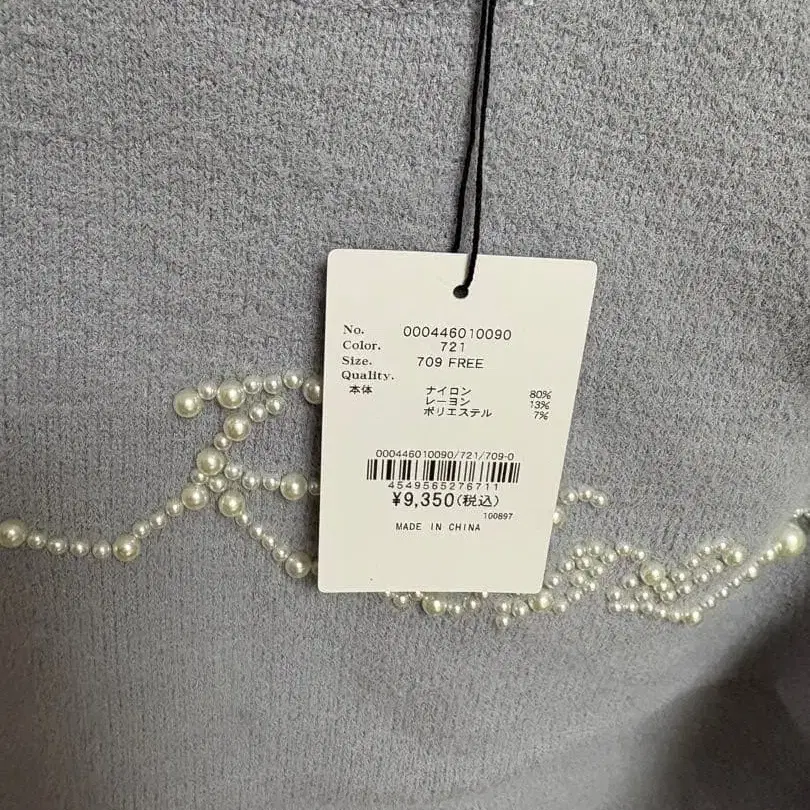 No. 000446010090
Color. 721
Size. 709 FREE
Quality.
本体 ナイロン 80%
レーヨン 13%
ポリエステル 7%
000446010090/721/709-0
4549565276711
¥9,350(税込)
100897
MADE IN CHINA